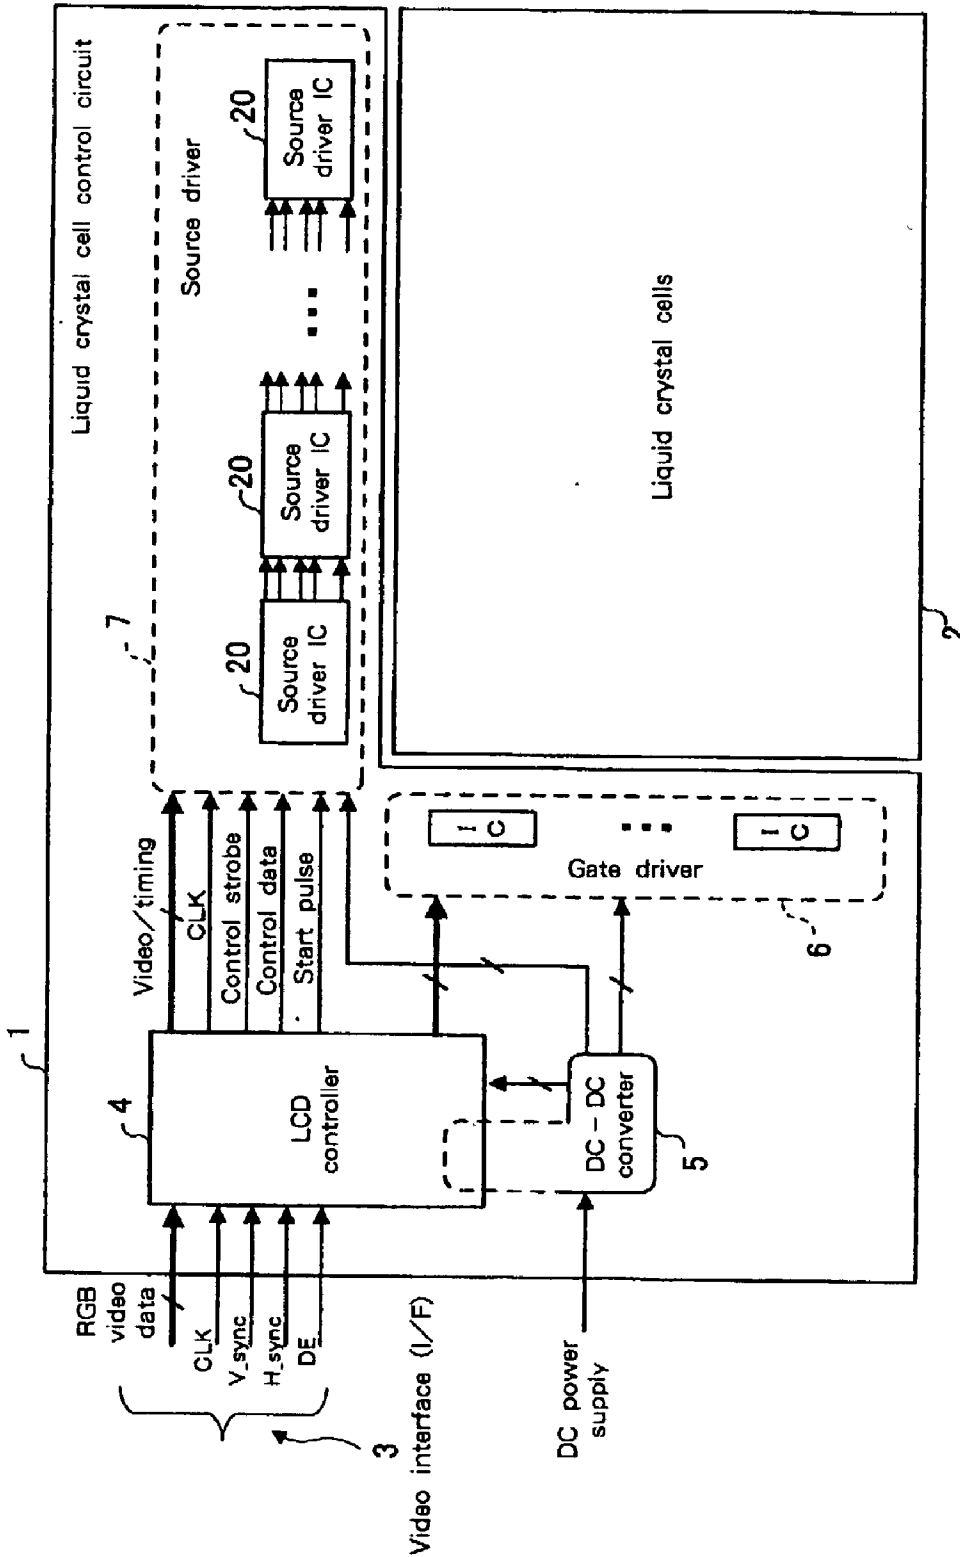 1
Liquid crystal cell control circuit
RGB
video
data
CLK
V_sync
H_sync
DE
3
Video interface (I/F)
4
LCD
controller
Video/timing
CLK
Control strobe
Control data
Start pulse
7
Source driver
20
Source
driver IC
20
Source
driver IC
20
Source
driver IC
DC power
supply
DC-DC
converter
5
Gate driver
I C
I C
6
Liquid crystal cells
2